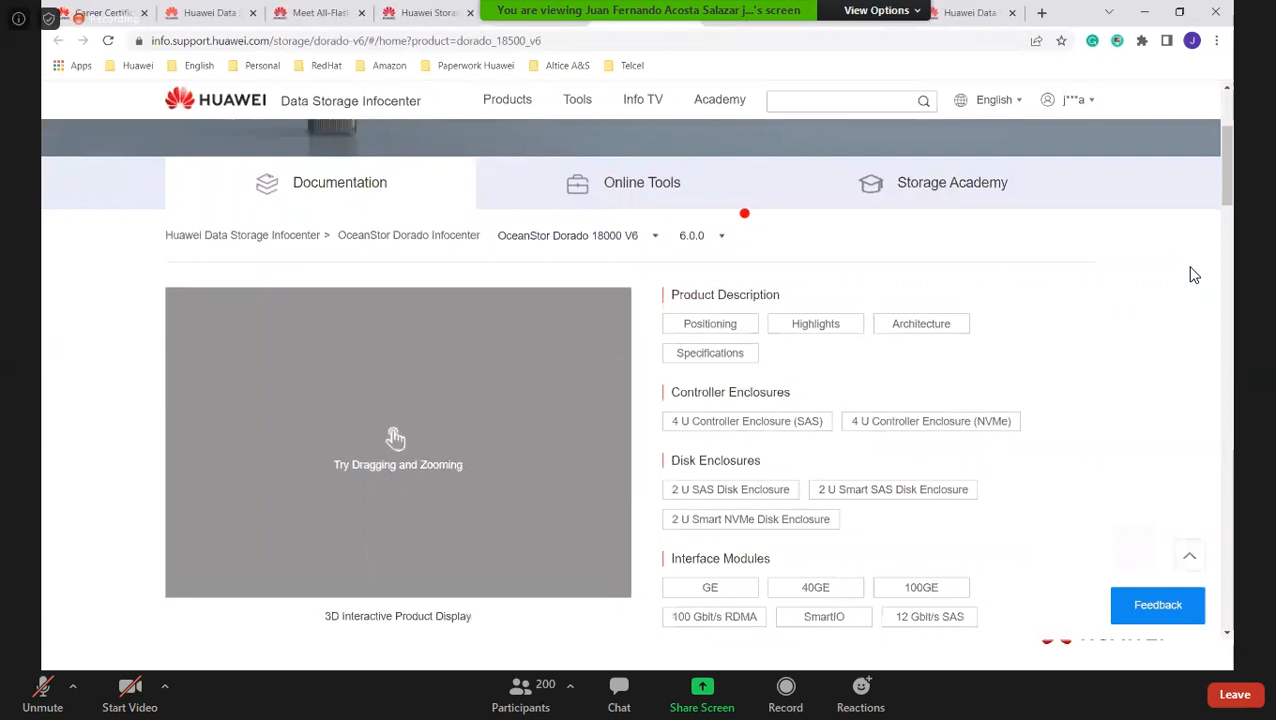 Career Certific
Huawei Data
Meet All-Flas
Huawei Storag
Huawei Data
Recording
You are viewing Juan Fernando Acosta Salazar j...'s screen
View Options
info.support.huawei.com/storage/dorado-v6/#/home?product=dorado_18500_v6
J
Apps Huawei English Personal RedHat Amazon Paperwork Huawei Altice A&S Telcel
HUAWEI Data Storage Infocenter Products Tools Info TV Academy English j***a
Documentation Online Tools Storage Academy
Huawei Data Storage Infocenter > OceanStor Dorado Infocenter OceanStor Dorado 18000 V6 6.0.0
Try Dragging and Zooming
3D Interactive Product Display
Product Description
Positioning Highlights Architecture
Specifications
Controller Enclosures
4 U Controller Enclosure (SAS) 4 U Controller Enclosure (NVMe)
Disk Enclosures
2 U SAS Disk Enclosure 2 U Smart SAS Disk Enclosure
2 U Smart NVMe Disk Enclosure
Interface Modules
GE 40GE 100GE
100 Gbit/s RDMA SmartIO 12 Gbit/s SAS
Feedback
200
Unmute Start Video Participants Chat Share Screen Record Reactions Leave